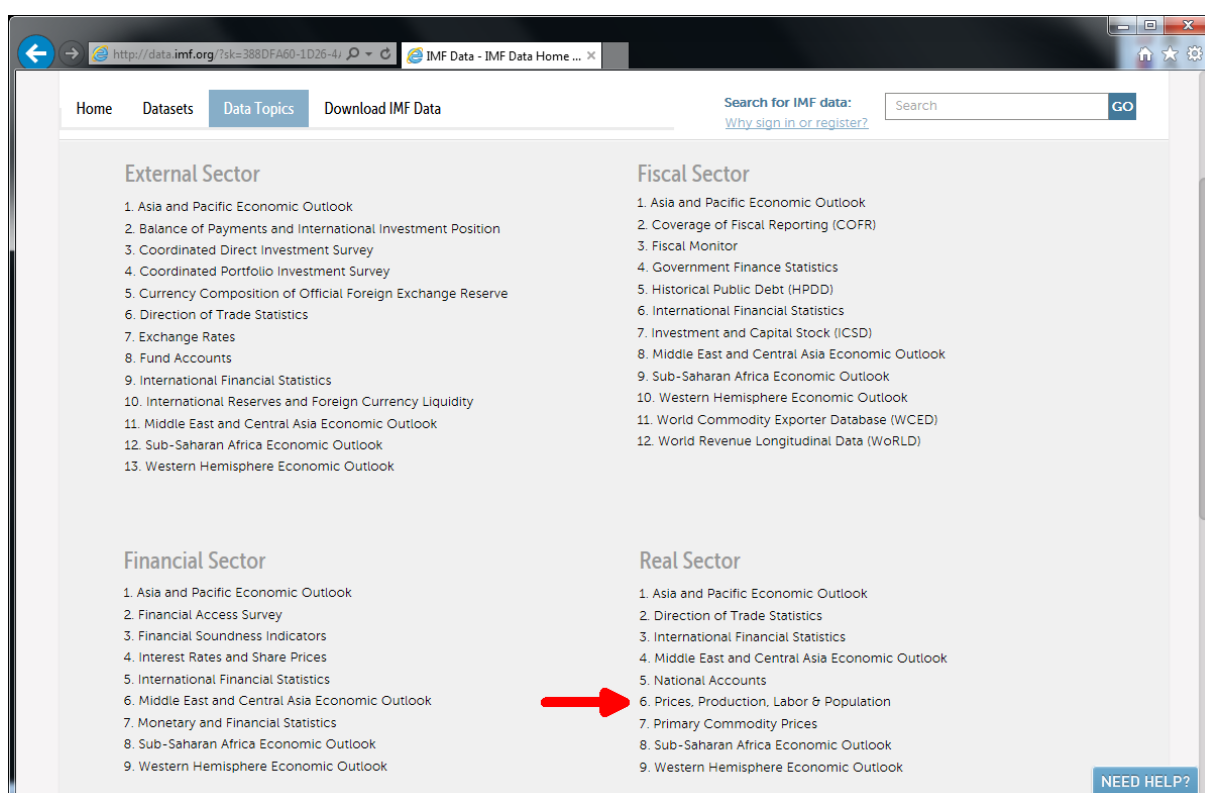 http://data.imf.org/?sk=388DFA60-1D26-4
IMF Data - IMF Data Home ...
Home Datasets Data Topics Download IMF Data
Search for IMF data:
Search
GO
Why sign in or register?
External Sector
1. Asia and Pacific Economic Outlook
2. Balance of Payments and International Investment Position
3. Coordinated Direct Investment Survey
4. Coordinated Portfolio Investment Survey
5. Currency Composition of Official Foreign Exchange Reserve
6. Direction of Trade Statistics
7. Exchange Rates
8. Fund Accounts
9. International Financial Statistics
10. International Reserves and Foreign Currency Liquidity
11. Middle East and Central Asia Economic Outlook
12. Sub-Saharan Africa Economic Outlook
13. Western Hemisphere Economic Outlook
Fiscal Sector
1. Asia and Pacific Economic Outlook
2. Coverage of Fiscal Reporting (COFR)
3. Fiscal Monitor
4. Government Finance Statistics
5. Historical Public Debt (HPDD)
6. International Financial Statistics
7. Investment and Capital Stock (ICSD)
8. Middle East and Central Asia Economic Outlook
9. Sub-Saharan Africa Economic Outlook
10. Western Hemisphere Economic Outlook
11. World Commodity Exporter Database (WCED)
12. World Revenue Longitudinal Data (WoRLD)
Financial Sector
1. Asia and Pacific Economic Outlook
2. Financial Access Survey
3. Financial Soundness Indicators
4. Interest Rates and Share Prices
5. International Financial Statistics
6. Middle East and Central Asia Economic Outlook
7. Monetary and Financial Statistics
8. Sub-Saharan Africa Economic Outlook
9. Western Hemisphere Economic Outlook
Real Sector
1. Asia and Pacific Economic Outlook
2. Direction of Trade Statistics
3. International Financial Statistics
4. Middle East and Central Asia Economic Outlook
5. National Accounts
6. Prices, Production, Labor & Population
7. Primary Commodity Prices
8. Sub-Saharan Africa Economic Outlook
9. Western Hemisphere Economic Outlook
NEED HELP?